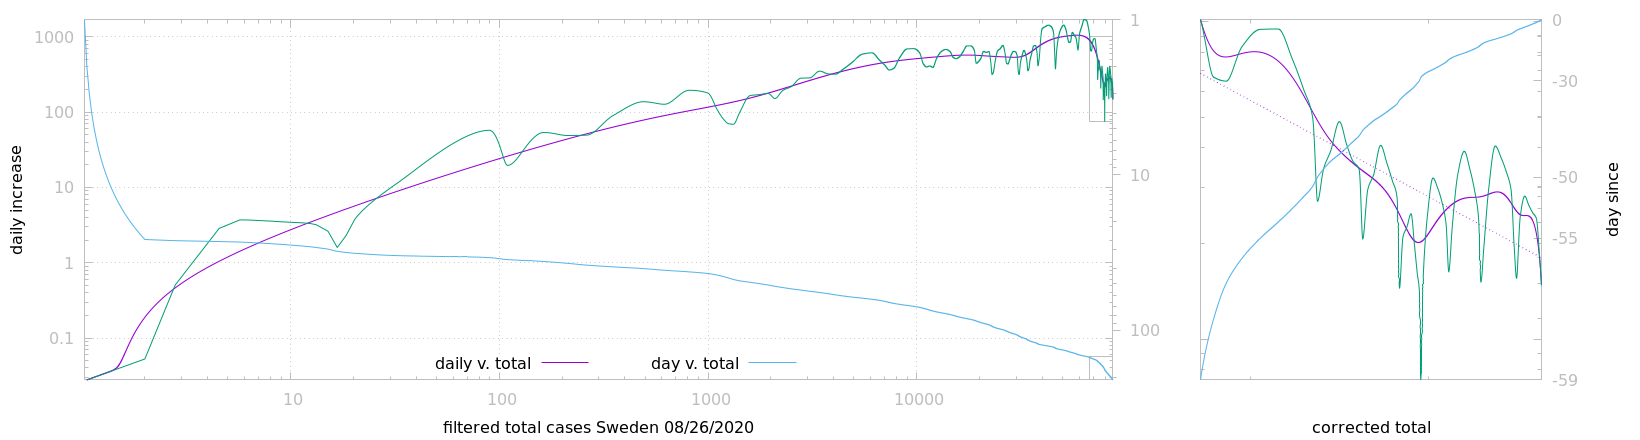 1000
100
10
1
0.1
daily increase
10
100
1000
10000
filtered total cases Sweden 08/26/2020
daily v. total
day v. total
1
10
100
0
-30
-50
-55
-59
day since
corrected total